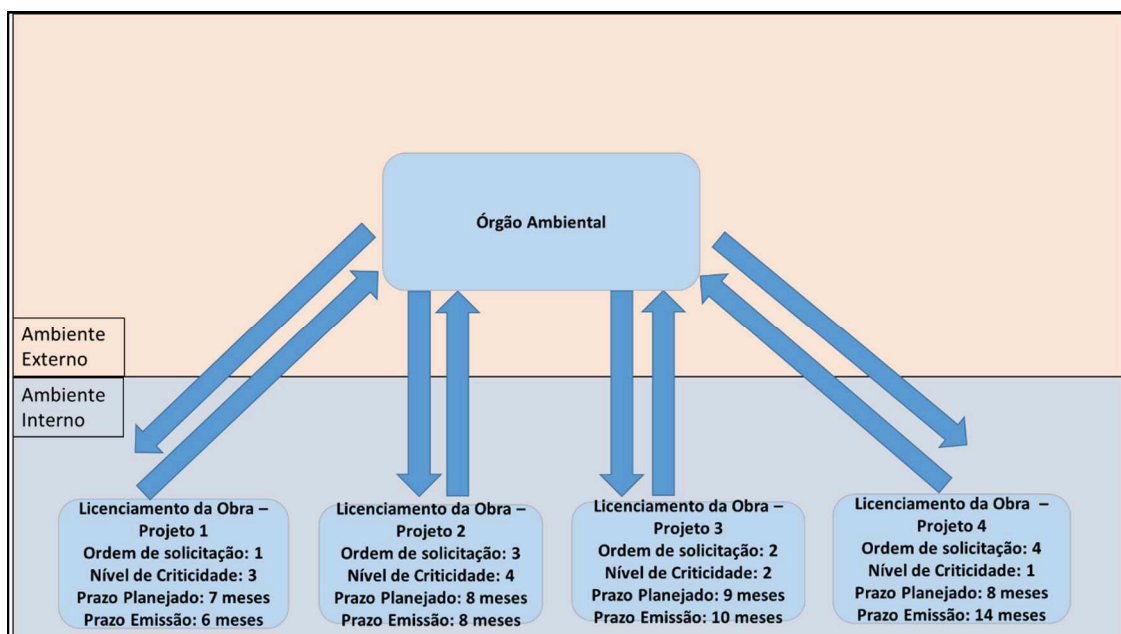 Órgão Ambiental
Ambiente
Externo
Ambiente
Interno
Licenciamento da Obra –
Projeto 1
Ordem de solicitação: 1
Nível de Criticidade: 3
Prazo Planejado: 7 meses
Prazo Emissão: 6 meses
Licenciamento da Obra –
Projeto 2
Ordem de solicitação: 3
Nível de Criticidade: 4
Prazo Planejado: 8 meses
Prazo Emissão: 8 meses
Licenciamento da Obra –
Projeto 3
Ordem de solicitação: 2
Nível de Criticidade: 2
Prazo Planejado: 9 meses
Prazo Emissão: 10 meses
Licenciamento da Obra –
Projeto 4
Ordem de solicitação: 4
Nível de Criticidade: 1
Prazo Planejado: 8 meses
Prazo Emissão: 14 meses